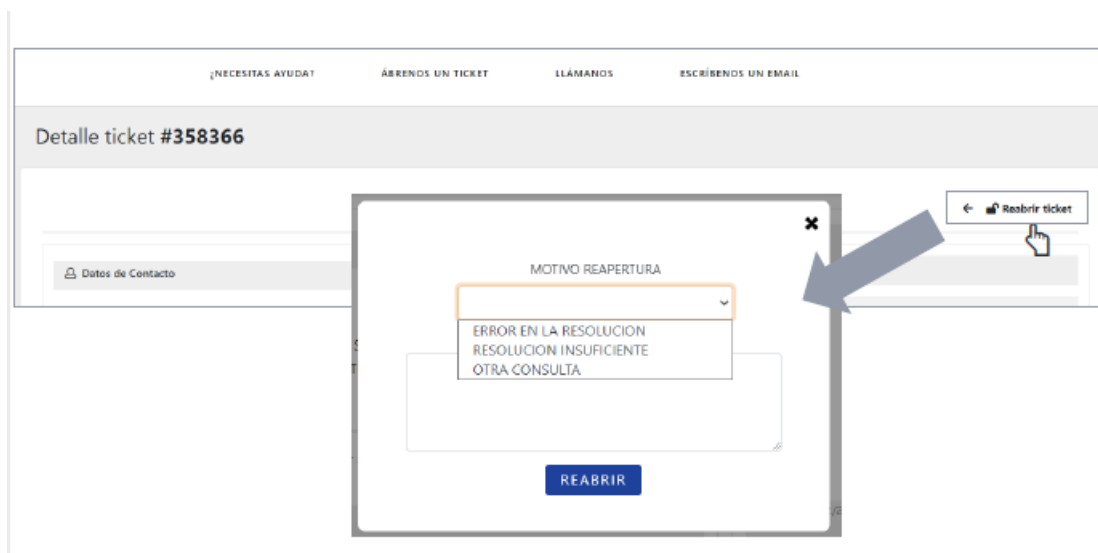 ¿NECESITAS AYUDA?
ÁBRENOS UN TICKET
LLÁMANOS
ESCRÍBENOS UN EMAIL
Detalle ticket #358366
Reabrir ticket
Datos de Contacto
MOTIVO REAPERTURA
ERROR EN LA RESOLUCION
RESOLUCION INSUFICIENTE
OTRA CONSULTA
REABRIR